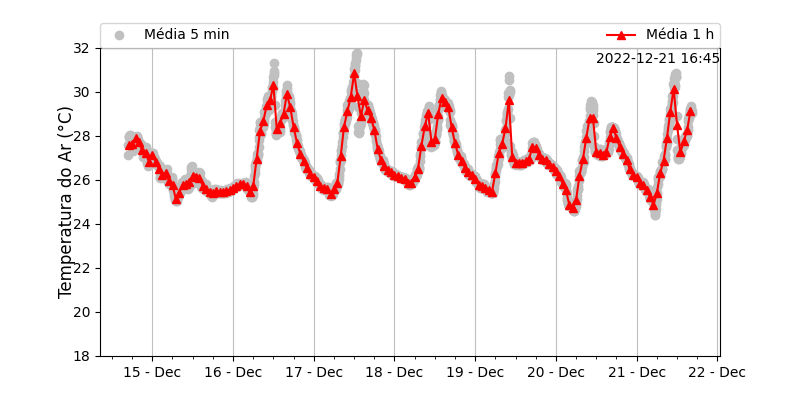 Média 5 min
Média 1 h
2022-12-21 16:45
Temperatura do Ar (°C)
32
30
28
26
24
22
20
18
15 - Dec
16 - Dec
17 - Dec
18 - Dec
19 - Dec
20 - Dec
21 - Dec
22 - Dec